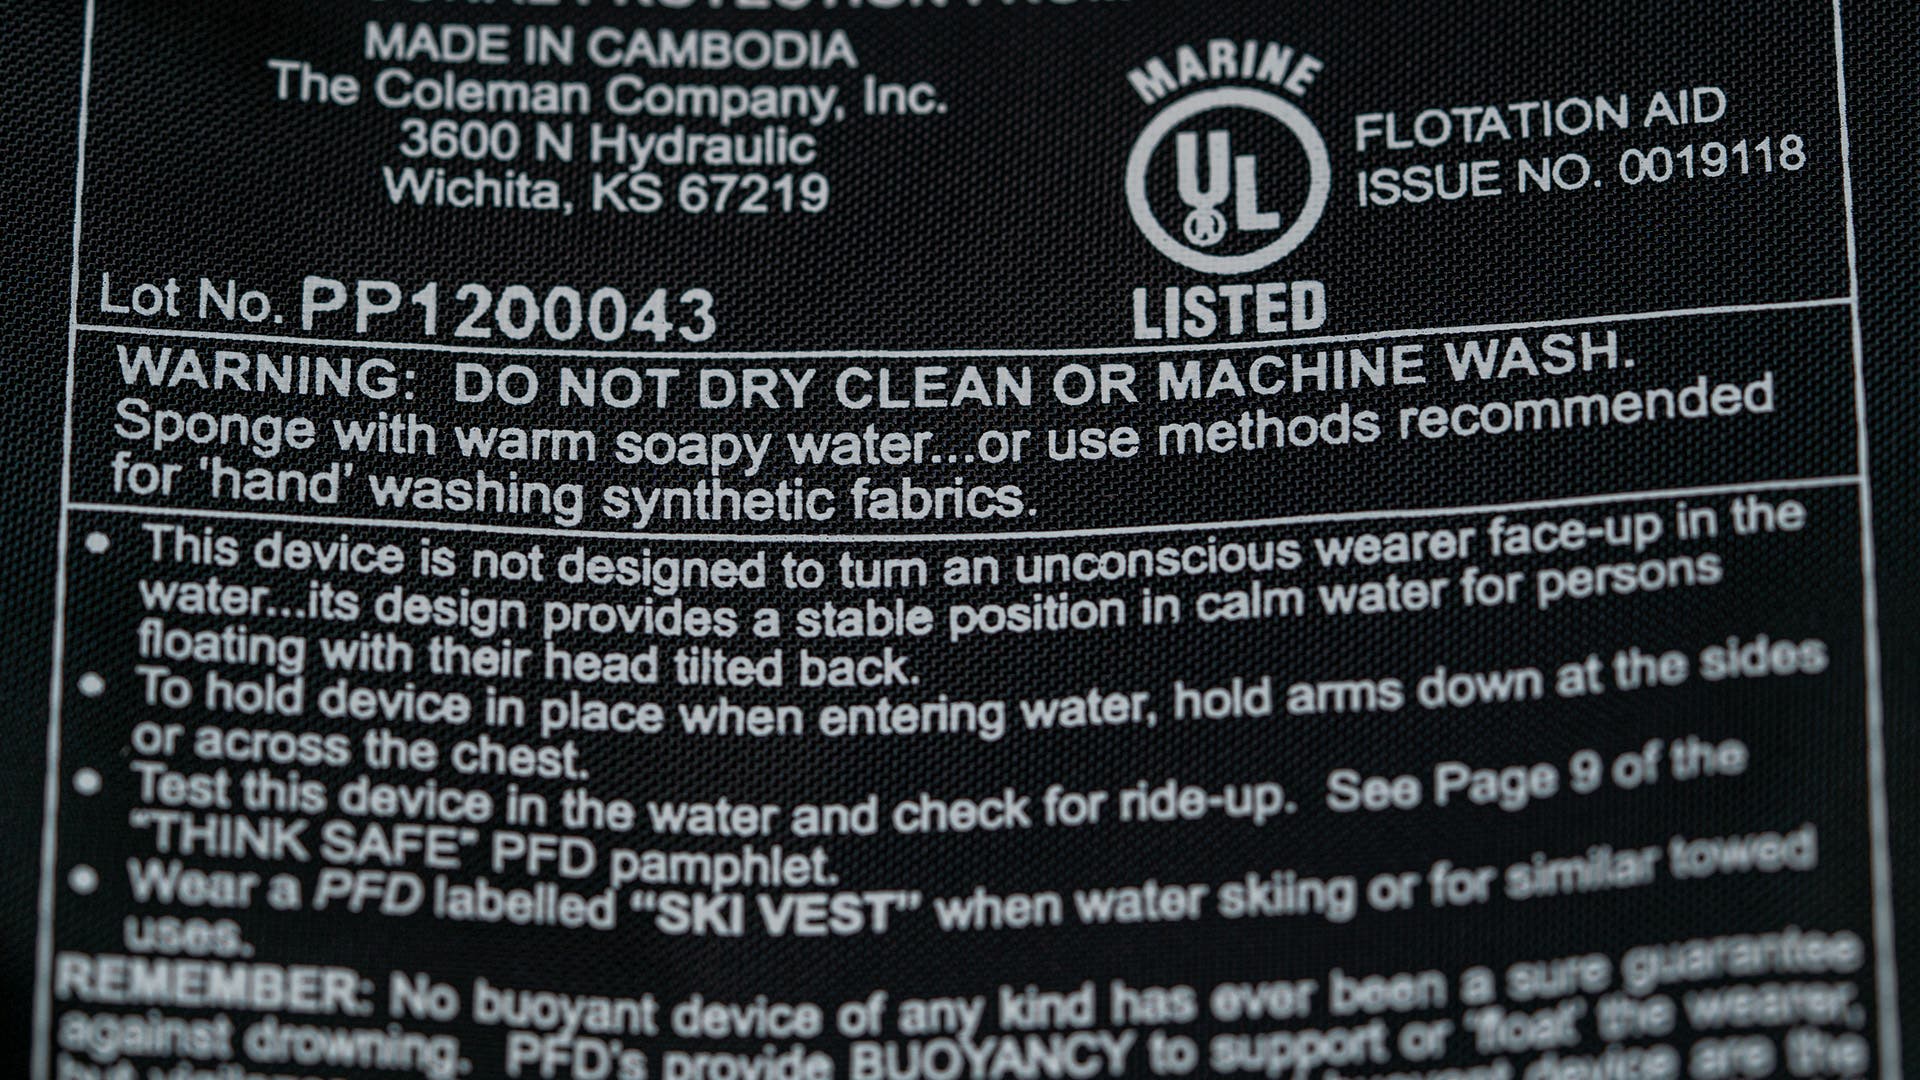 MADE IN CAMBODIA
The Coleman Company, Inc.
3600 N Hydraulic
Wichita, KS 67219
MARINE
UL
LISTED
FLOTATION AID
ISSUE NO. 0019118
Lot No. PP1200043
WARNING: DO NOT DRY CLEAN OR MACHINE WASH.
Sponge with warm soapy water...or use methods recommended
for 'hand' washing synthetic fabrics.
• This device is not designed to turn an unconscious wearer face-up in the
water...its design provides a stable position in calm water for persons
floating with their head tilted back.
• To hold device in place when entering water, hold arms down at the sides
or across the chest.
• Test this device in the water and check for ride-up. See Page 9 of the
"THINK SAFE" PFD pamphlet.
• Wear a PFD labelled "SKI VEST" when water skiing or for similar towed
uses.
REMEMBER: No buoyant device of any kind has ever been a sure guarantee
against drowning. PFD's provide BUOYANCY to support or 'float' the wearer,
device are the